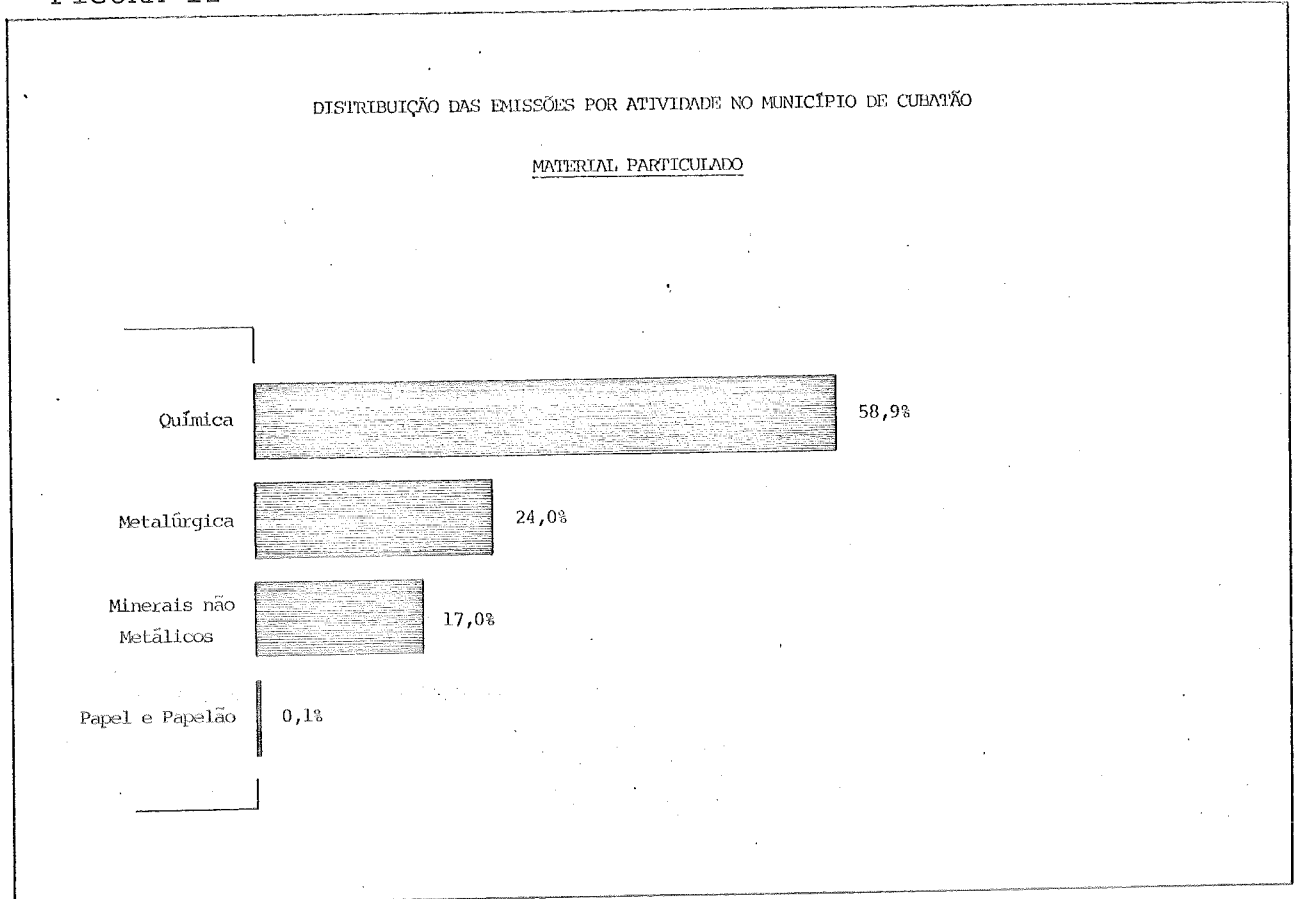 DISTRIBUIÇÃO DAS EMISSÕES POR ATIVIDADE NO MUNICÍPIO DE CUBATÃO
MATERIAL PARTICULADO
Química 58,9%
Metalúrgica 24,0%
Minerais não
Metálicos
17,0%
Papel e Papelão 0,1%